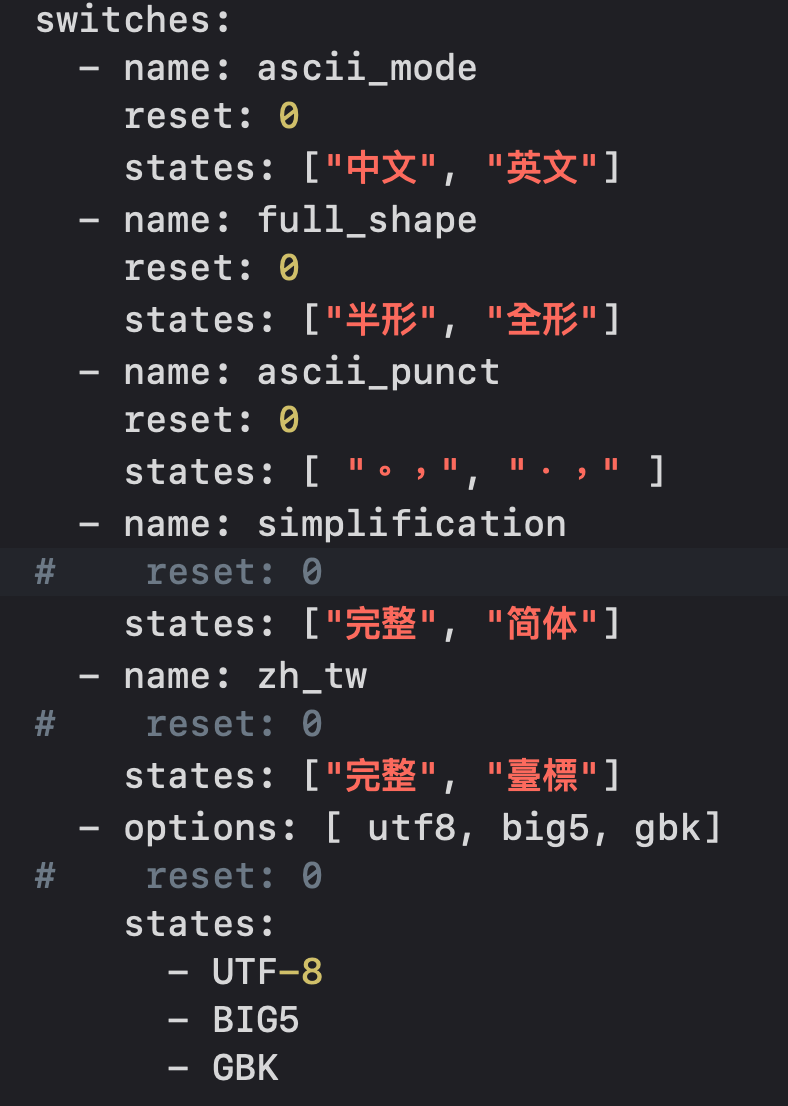 switches:
  - name: ascii_mode
    reset: 0
    states: ["中文", "英文"]
  - name: full_shape
    reset: 0
    states: ["半形", "全形"]
  - name: ascii_punct
    reset: 0
    states: [ "。，", "．，" ]
  - name: simplification
#    reset: 0
    states: ["完整", "简体"]
  - name: zh_tw
#    reset: 0
    states: ["完整", "臺標"]
  - options: [ utf8, big5, gbk]
#    reset: 0
    states:
      - UTF-8
      - BIG5
      - GBK